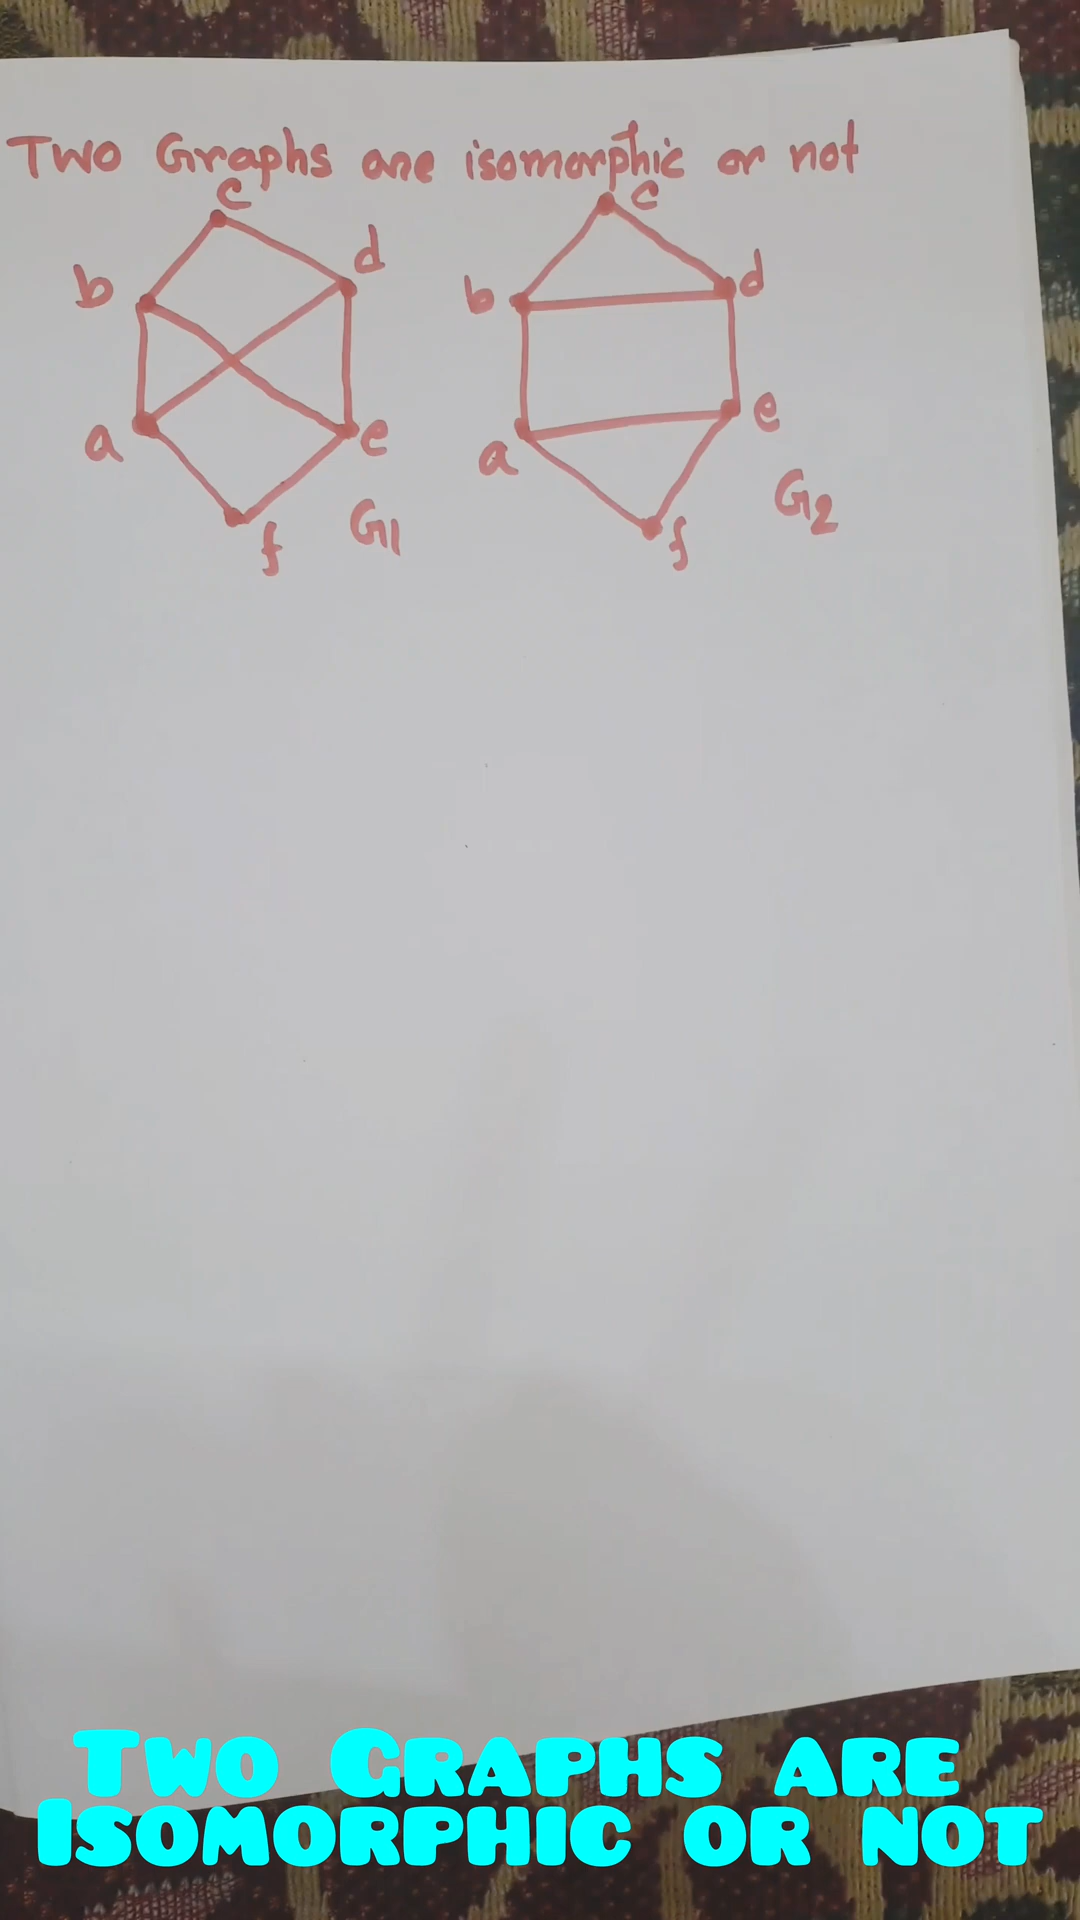 Two Graphs are isomorphic or not
c
d
b
a
e
f
G1
c
b
d
a
e
f
G2
Two Graphs are
Isomorphic or not